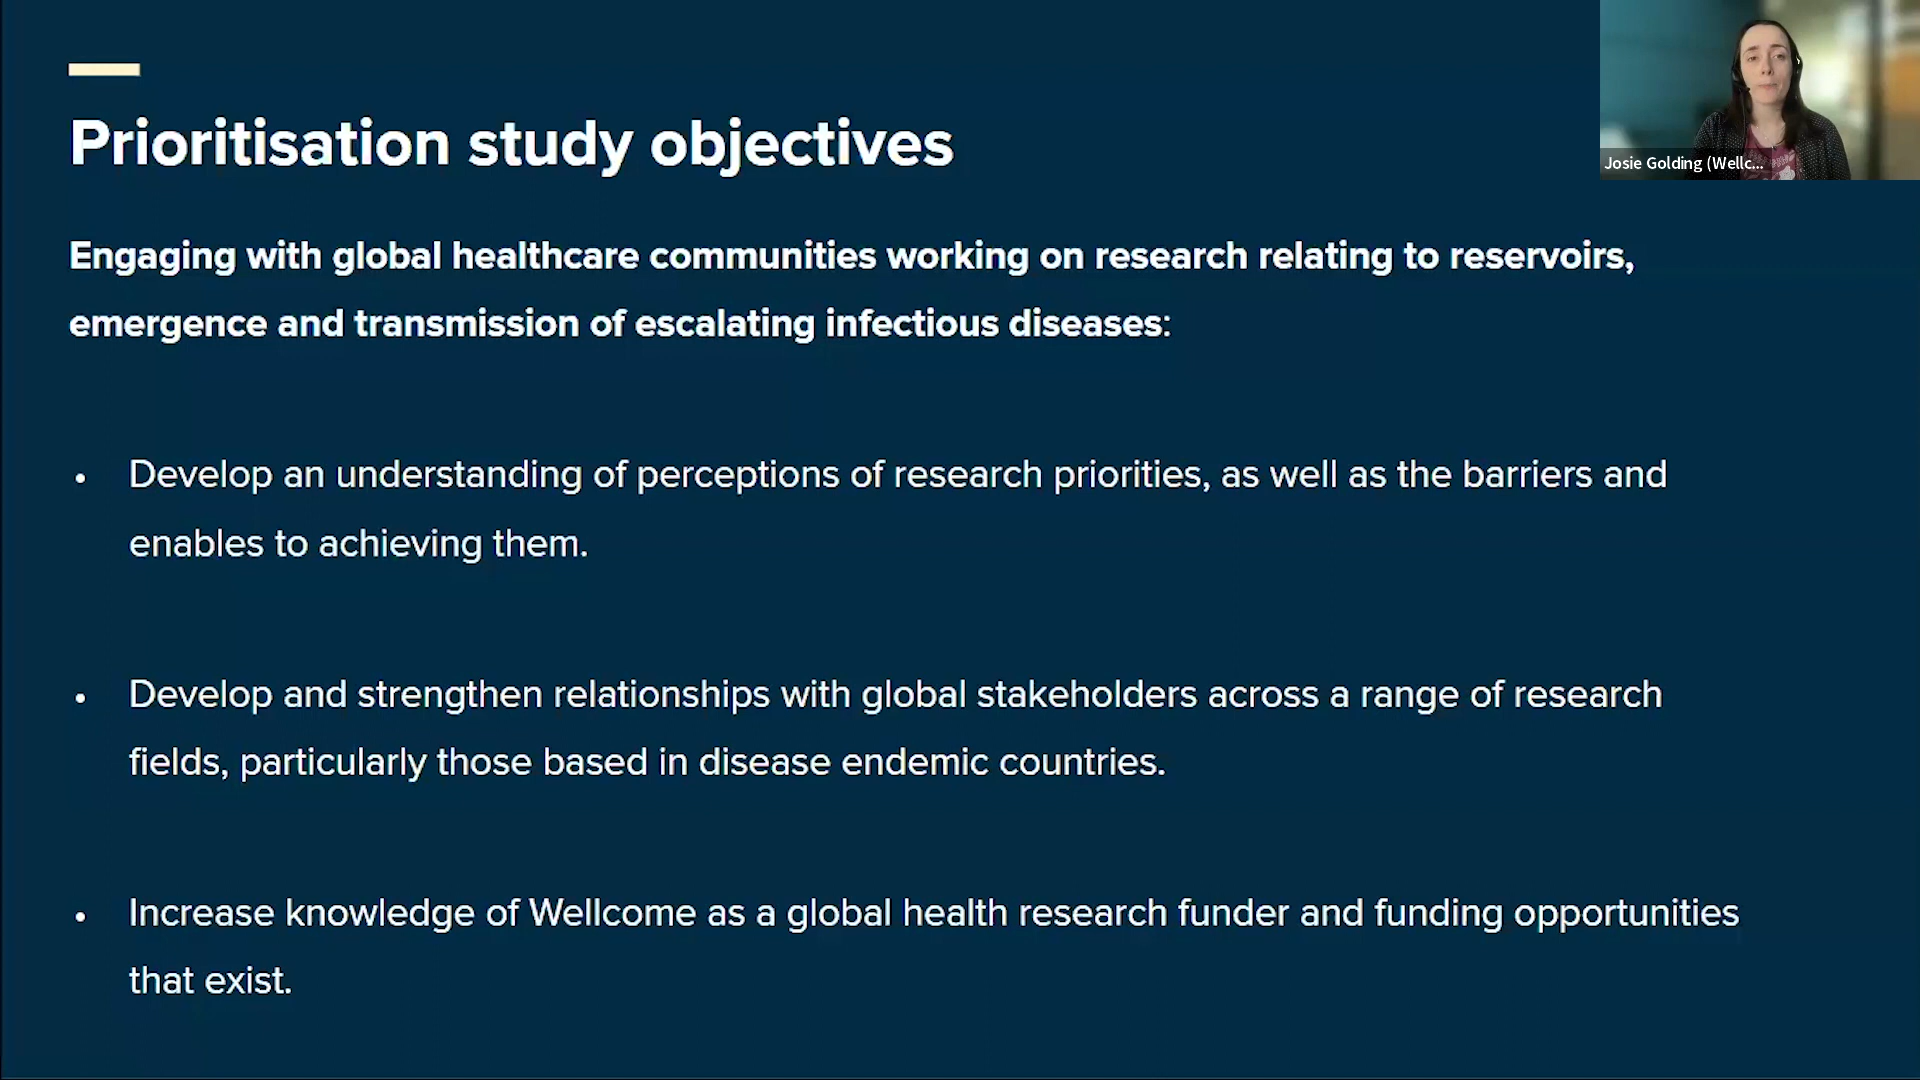 Prioritisation study objectives
Josie Golding (Wellc...
Engaging with global healthcare communities working on research relating to reservoirs,
emergence and transmission of escalating infectious diseases:
• Develop an understanding of perceptions of research priorities, as well as the barriers and
enables to achieving them.
• Develop and strengthen relationships with global stakeholders across a range of research
fields, particularly those based in disease endemic countries.
• Increase knowledge of Wellcome as a global health research funder and funding opportunities
that exist.